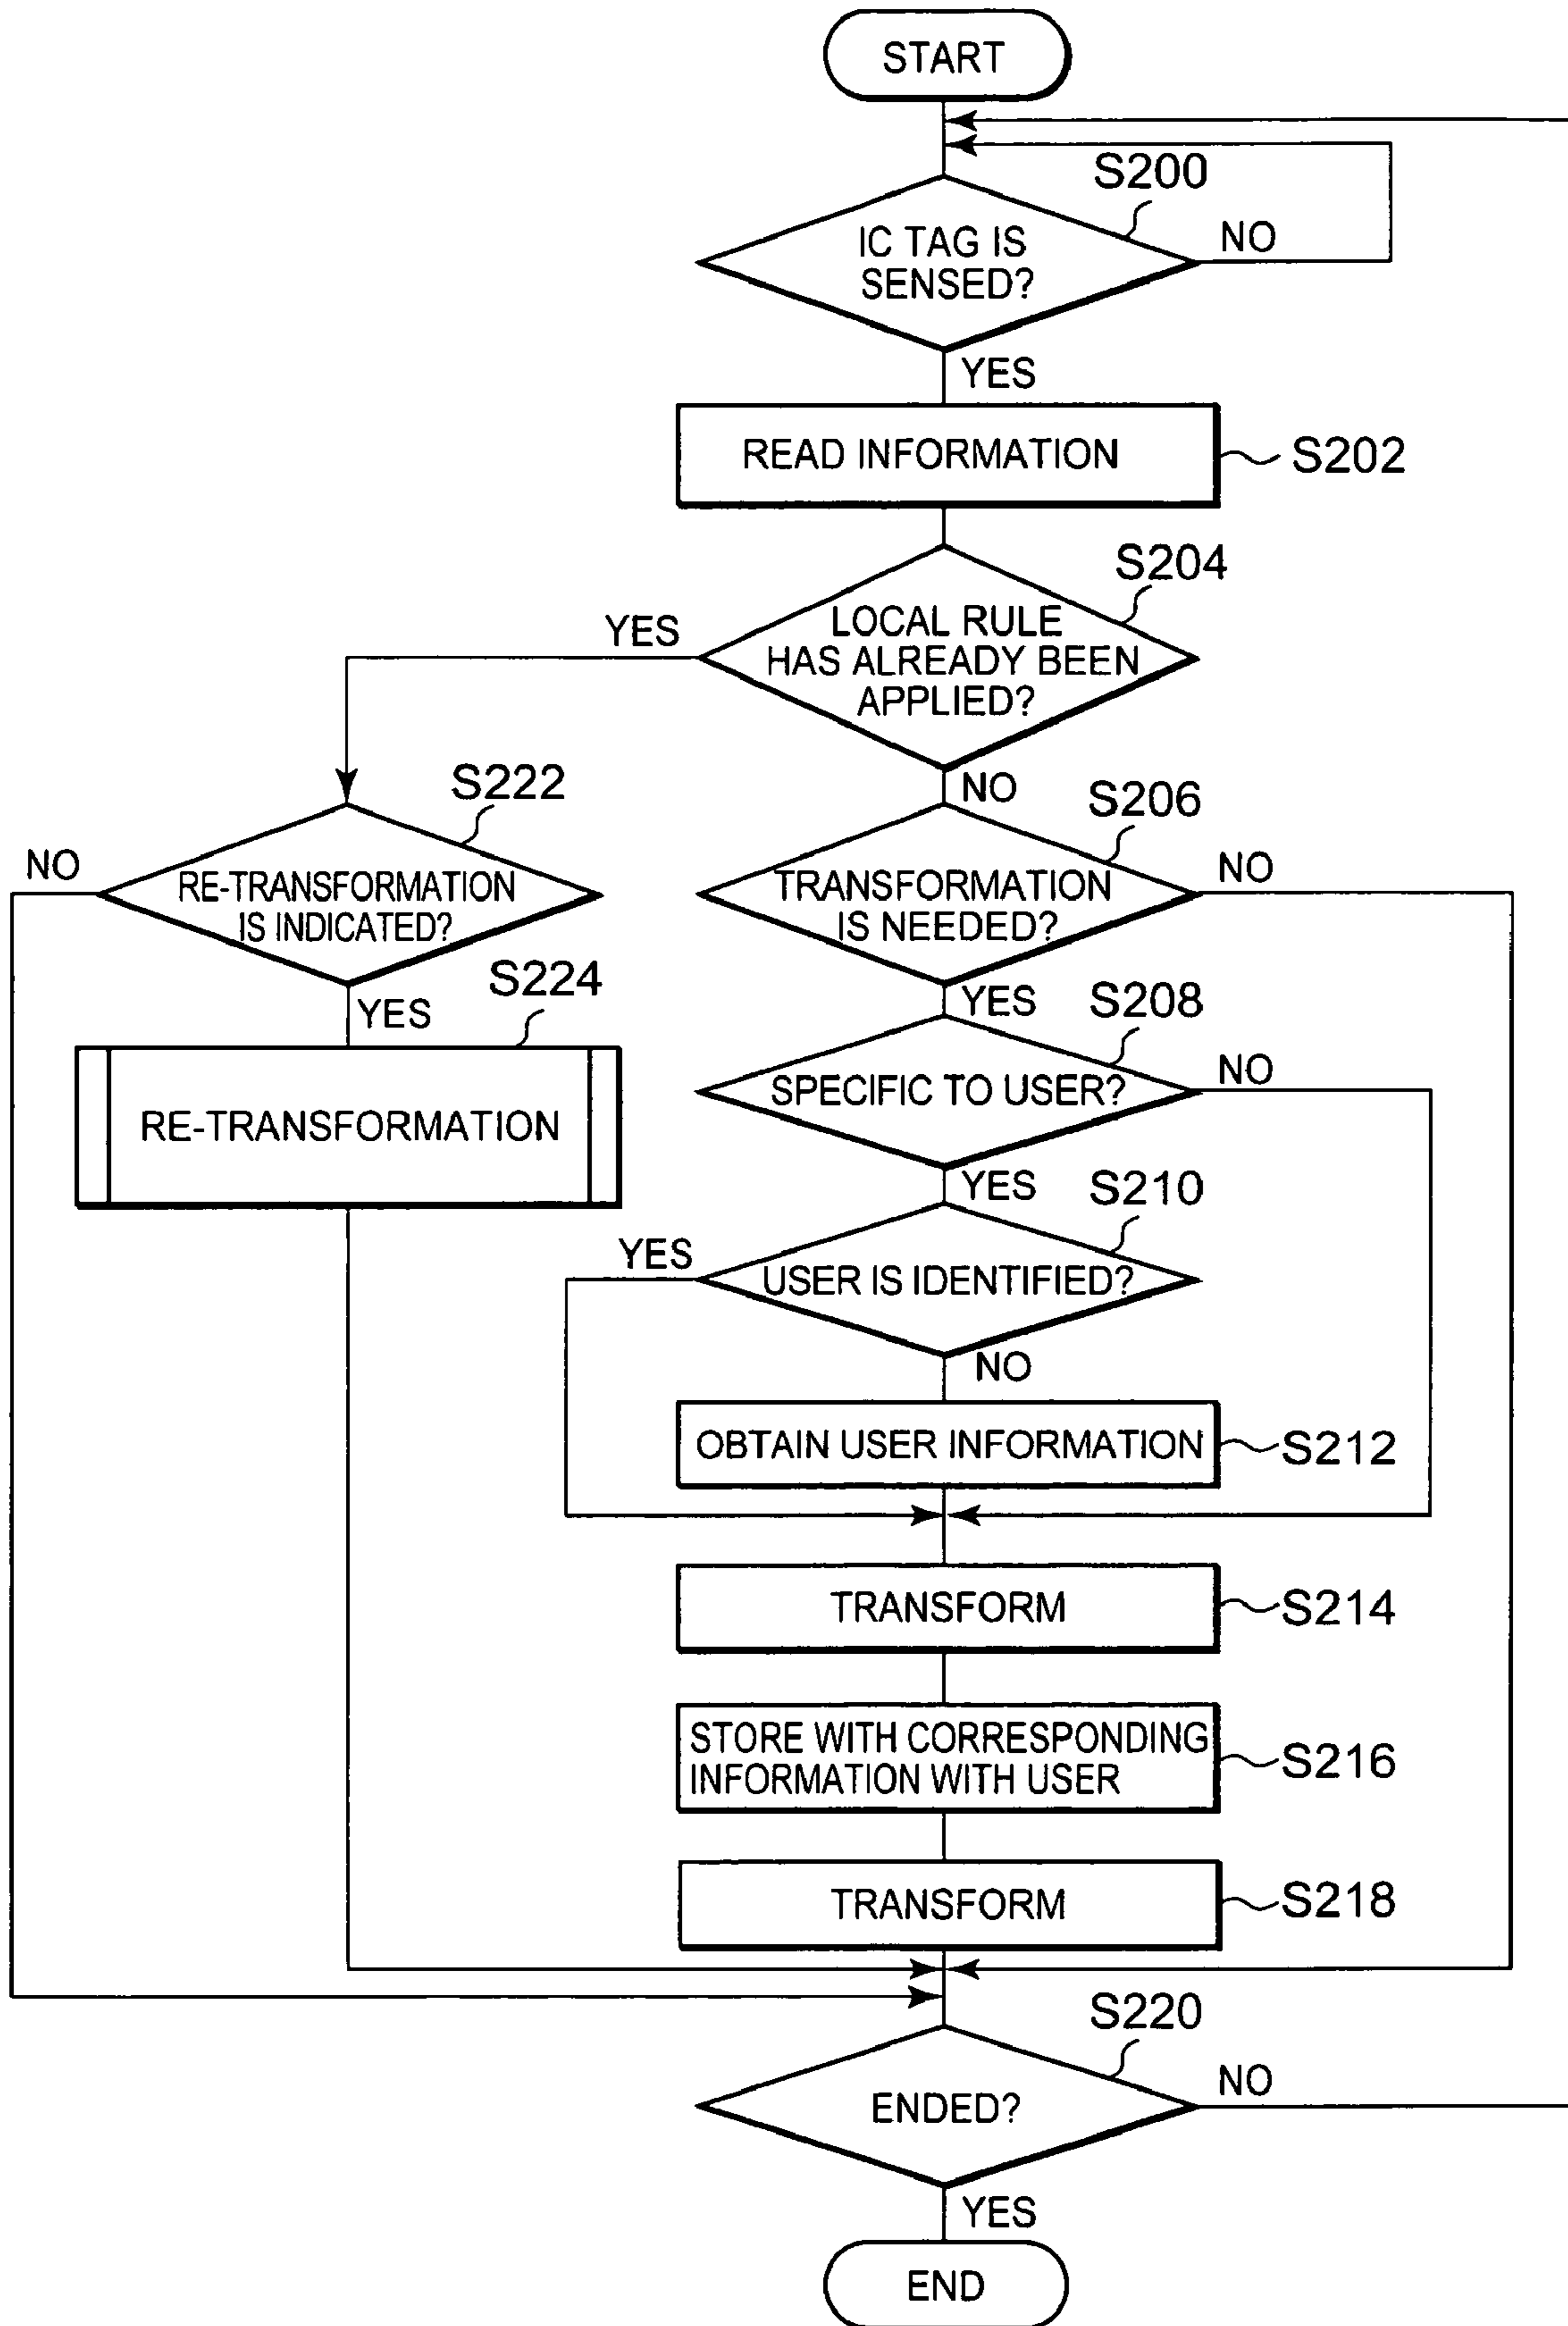 START
S200
IC TAG IS
SENSED?
NO
YES
READ INFORMATION
S202
S204
YES
LOCAL RULE
HAS ALREADY BEEN
APPLIED?
NO
S222
S206
NO
RE-TRANSFORMATION
IS INDICATED?
TRANSFORMATION
IS NEEDED?
NO
YES
S224
YES
S208
RE-TRANSFORMATION
SPECIFIC TO USER?
NO
YES
S210
YES
USER IS IDENTIFIED?
NO
OBTAIN USER INFORMATION
S212
TRANSFORM
S214
STORE WITH CORRESPONDING
INFORMATION WITH USER
S216
TRANSFORM
S218
S220
ENDED?
NO
YES
END